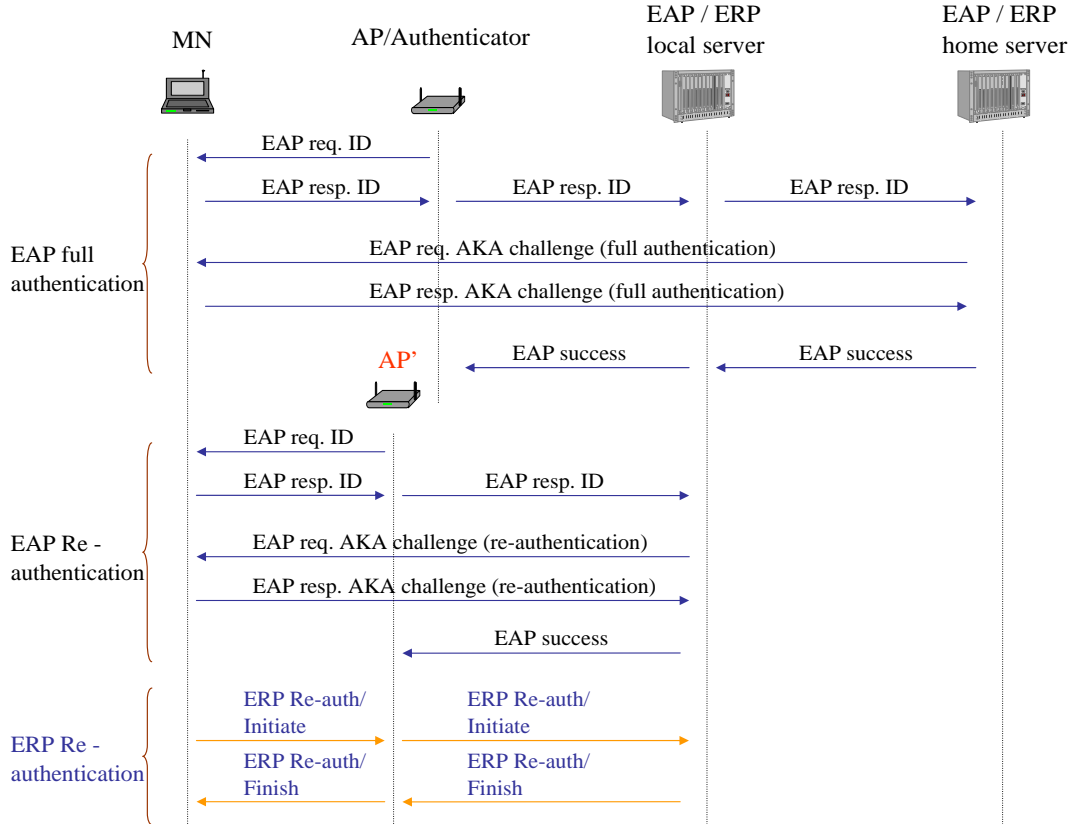 MN
AP/Authenticator
EAP / ERP
local server
EAP / ERP
home server
EAP req. ID
EAP resp. ID
EAP resp. ID
EAP resp. ID
EAP full
authentication
EAP req. AKA challenge (full authentication)
EAP resp. AKA challenge (full authentication)
EAP success
EAP success
AP’
EAP req. ID
EAP resp. ID
EAP resp. ID
EAP Re -
authentication
EAP req. AKA challenge (re-authentication)
EAP resp. AKA challenge (re-authentication)
EAP success
ERP Re-auth/
Initiate
ERP Re-auth/
Initiate
ERP Re -
authentication
ERP Re-auth/
Finish
ERP Re-auth/
Finish